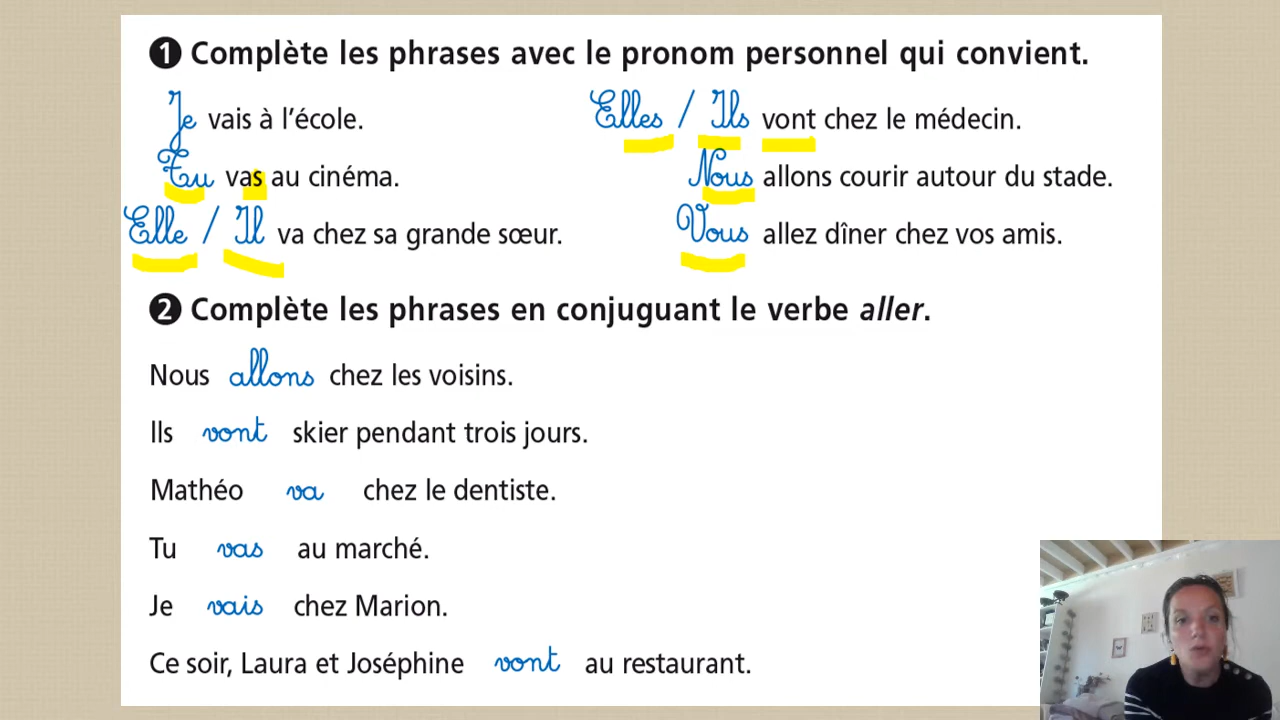 ❶ Complète les phrases avec le pronom personnel qui convient.
Je vais à l'école.
Tu vas au cinéma.
Elle / Il va chez sa grande sœur.
Elles / Ils vont chez le médecin.
Nous allons courir autour du stade.
Vous allez dîner chez vos amis.
❷ Complète les phrases en conjuguant le verbe aller.
Nous allons chez les voisins.
Ils vont skier pendant trois jours.
Mathéo va chez le dentiste.
Tu vas au marché.
Je vais chez Marion.
Ce soir, Laura et Joséphine vont au restaurant.